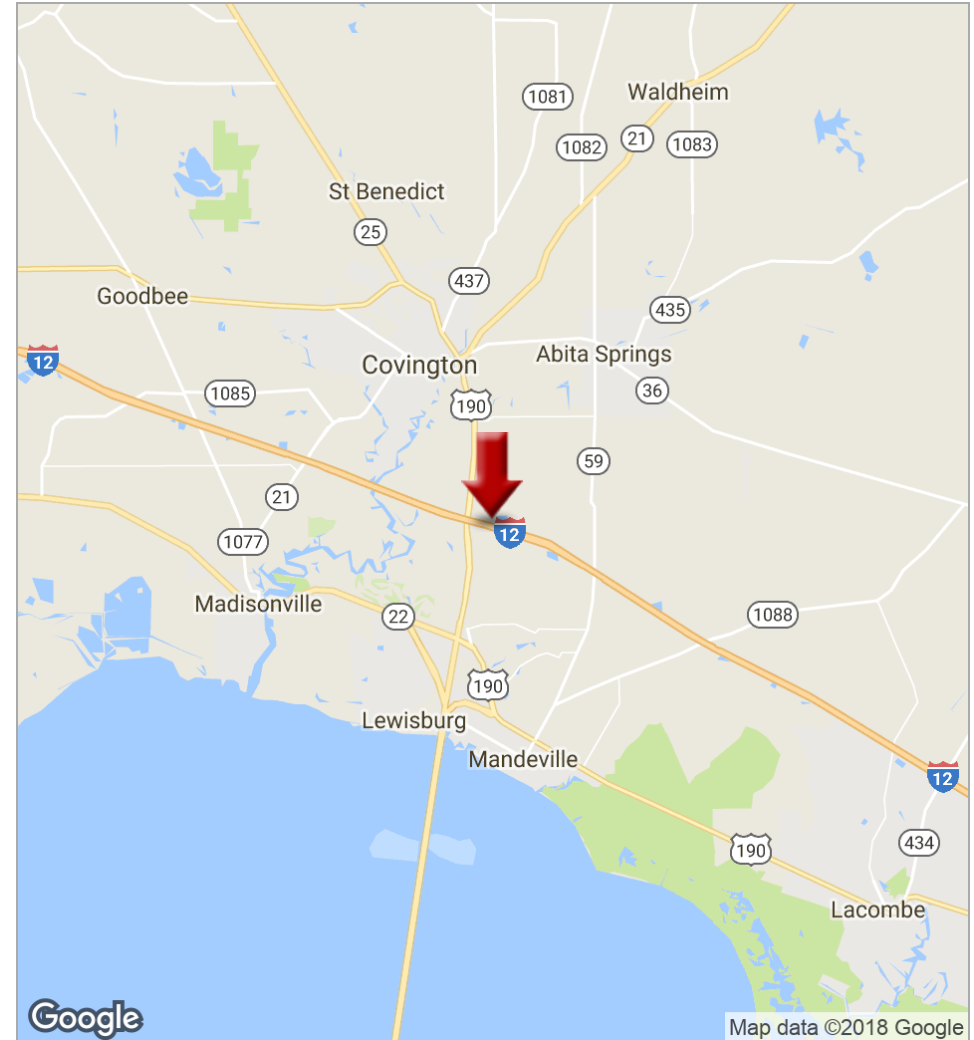 1081
Waldheim
1082
21
1083
St Benedict
25
437
Goodbee
435
12
Covington
Abita Springs
1085
36
190
59
21
12
1077
Madisonville
22
1088
190
Lewisburg
Mandeville
12
190
434
Lacombe
Google
Map data ©2018 Google